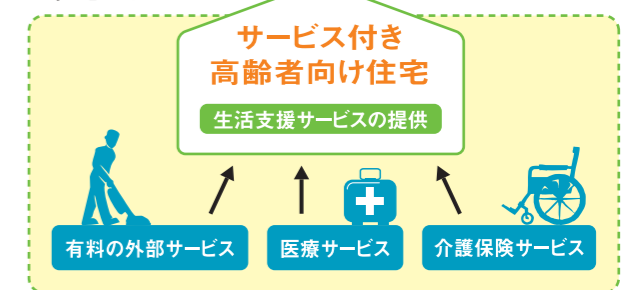 サービス付き
高齢者向け住宅
生活支援サービスの提供
有料の外部サービス
医療サービス
介護保険サービス